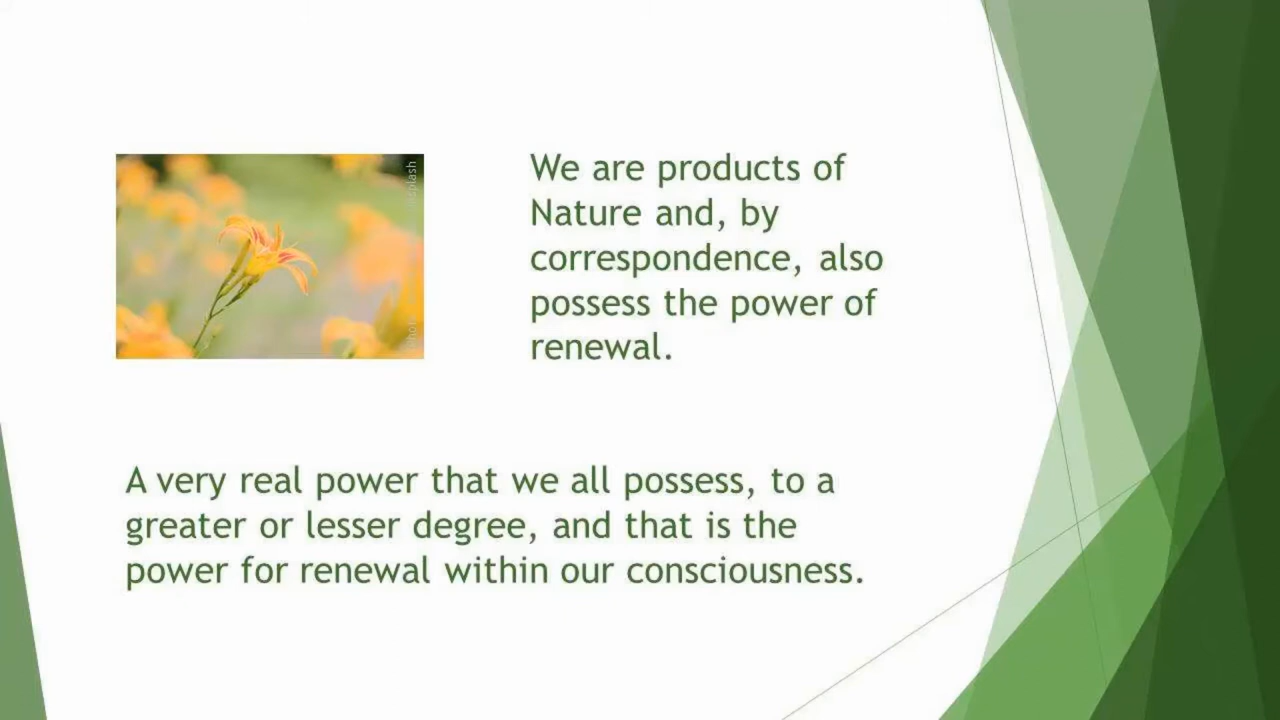 We are products of
Nature and, by
correspondence, also
possess the power of
renewal.
A very real power that we all possess, to a
greater or lesser degree, and that is the
power for renewal within our consciousness.